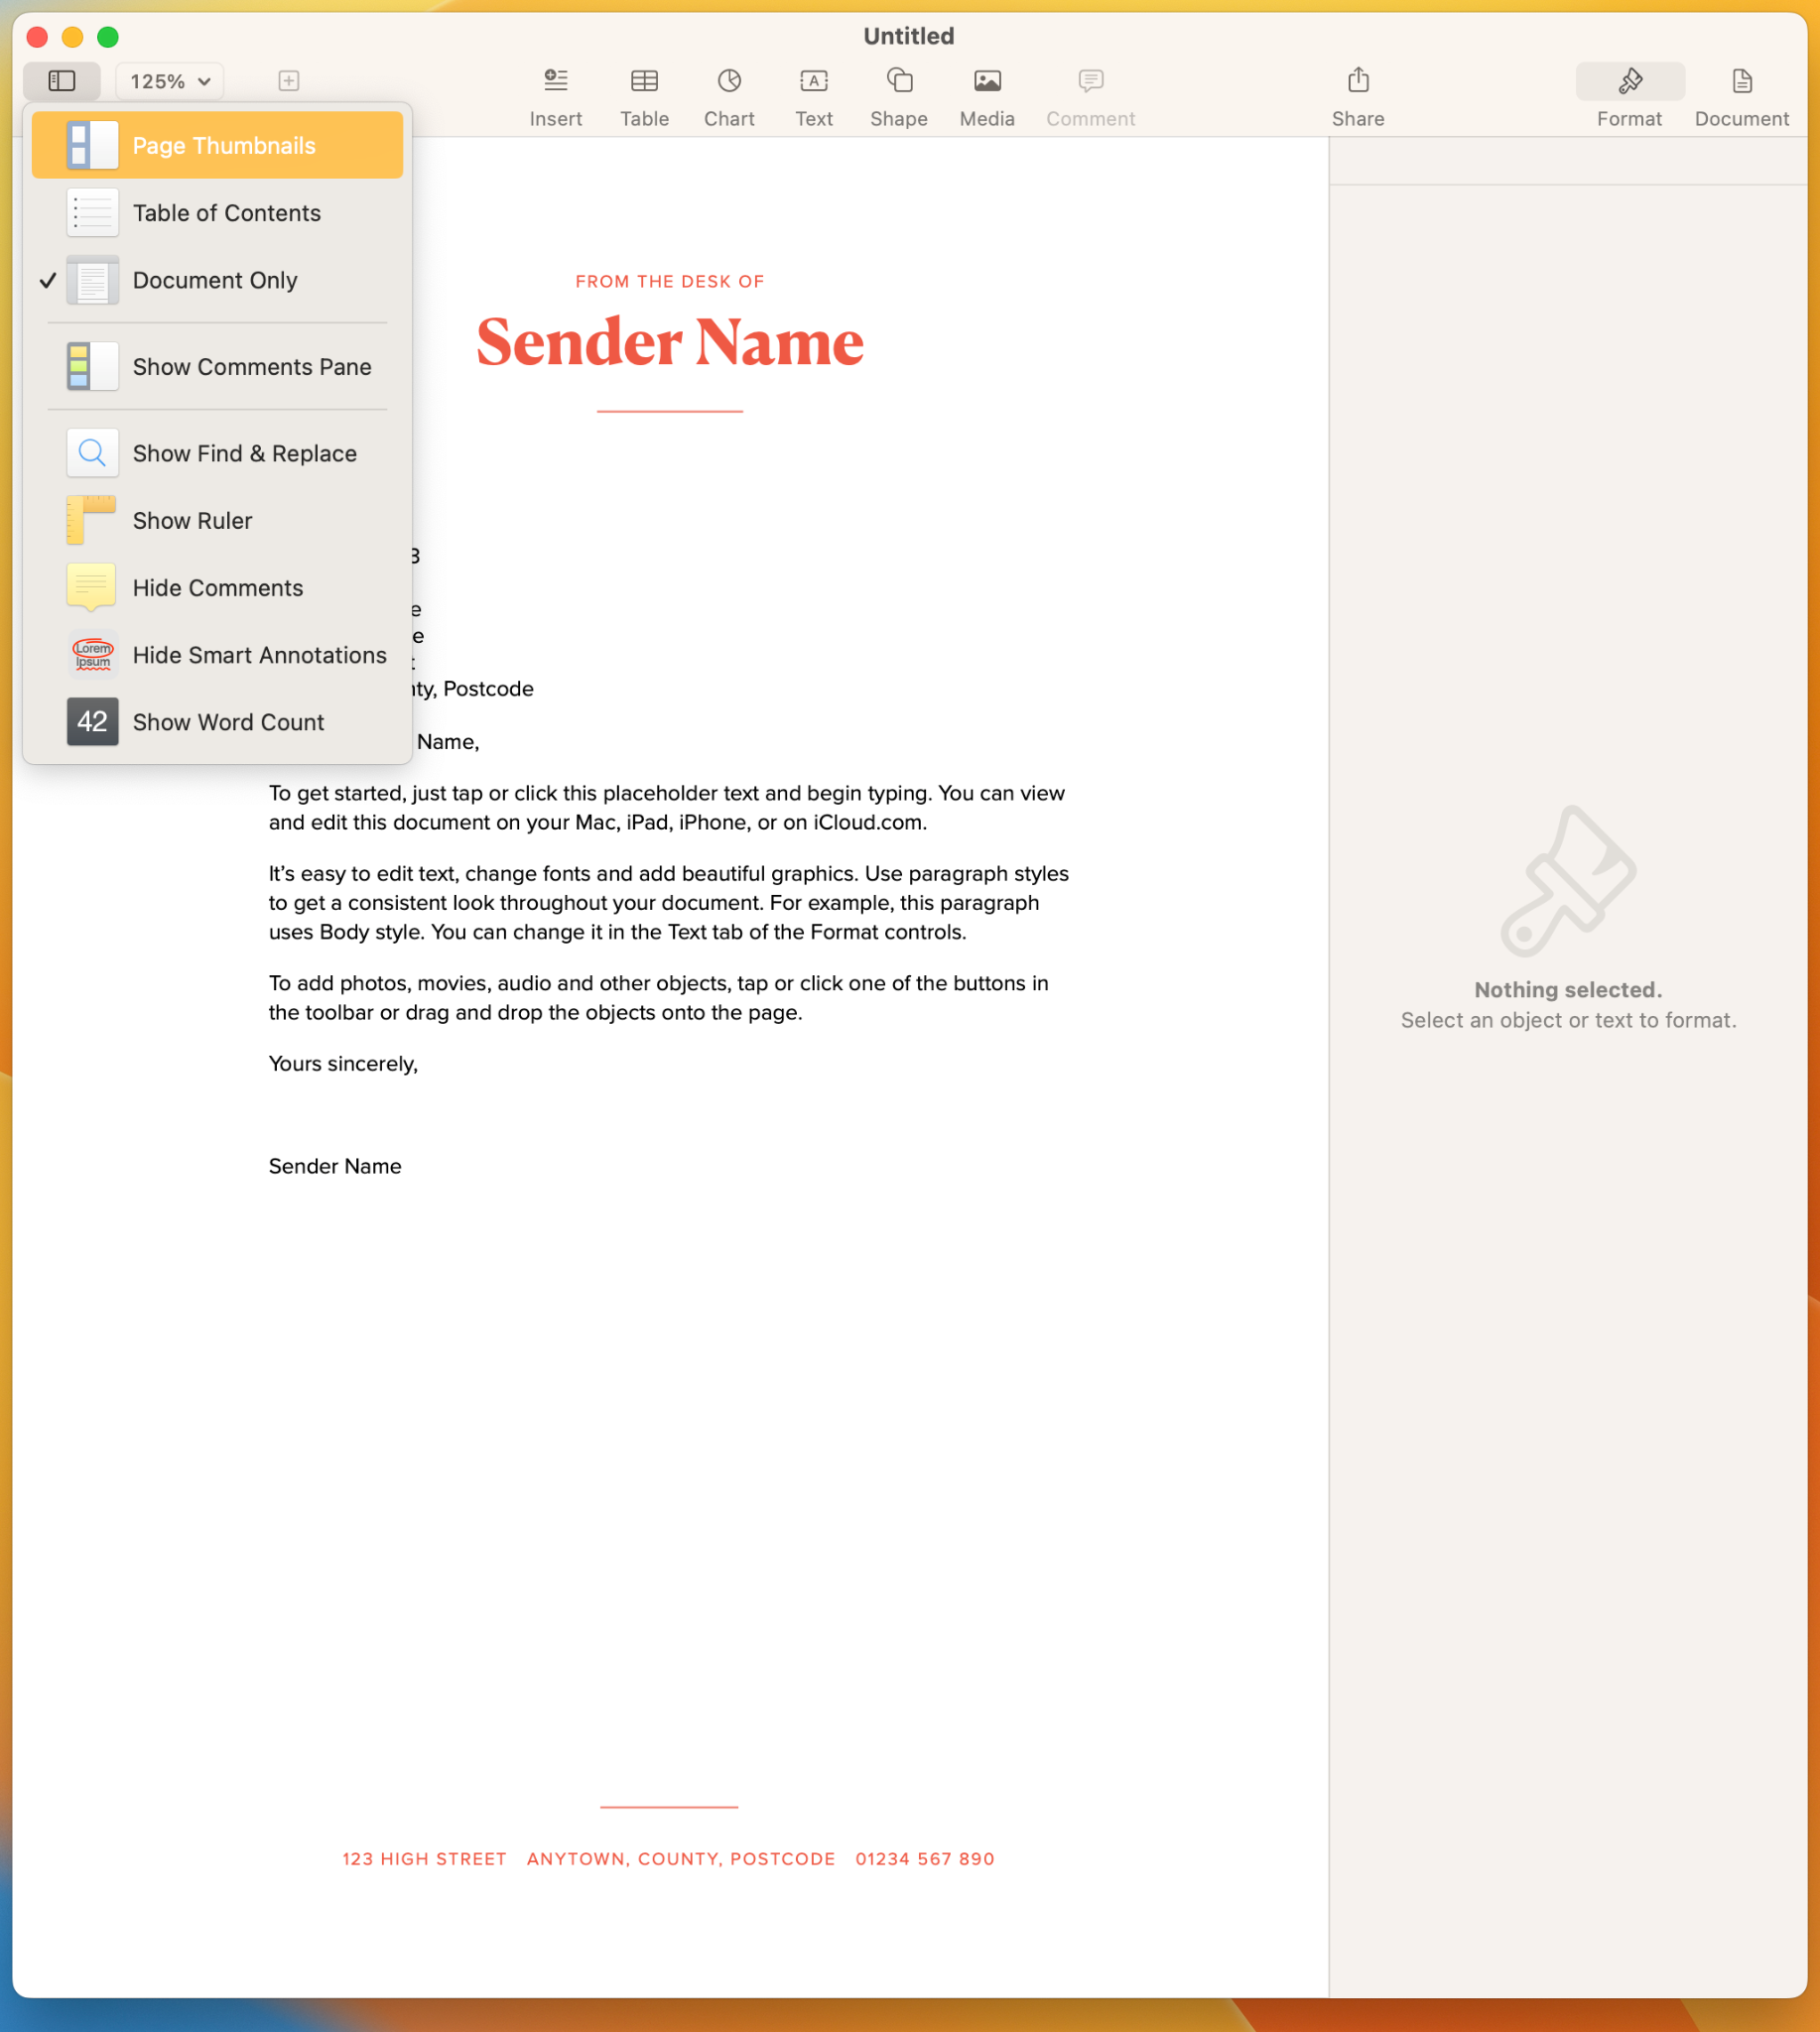 Untitled
125%
Insert Table Chart Text Shape Media Comment Share Format Document
Page Thumbnails
Table of Contents
Document Only
Show Comments Pane
Show Find & Replace
Show Ruler
Hide Comments
Lorem
Ipsum
Hide Smart Annotations
42 Show Word Count
FROM THE DESK OF
Sender Name
Postcode
Name,
To get started, just tap or click this placeholder text and begin typing. You can view
and edit this document on your Mac, iPad, iPhone, or on iCloud.com.
It’s easy to edit text, change fonts and add beautiful graphics. Use paragraph styles
to get a consistent look throughout your document. For example, this paragraph
uses Body style. You can change it in the Text tab of the Format controls.
To add photos, movies, audio and other objects, tap or click one of the buttons in
the toolbar or drag and drop the objects onto the page.
Yours sincerely,
Sender Name
123 HIGH STREET ANYTOWN, COUNTY, POSTCODE 01234 567 890
Nothing selected.
Select an object or text to format.